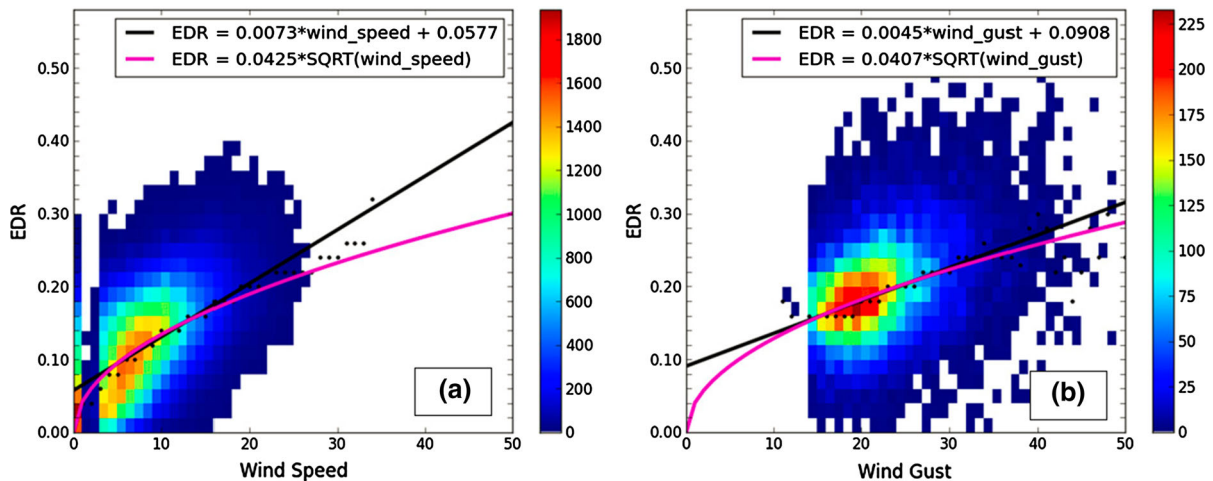 EDR = 0.0073*wind_speed + 0.0577
EDR = 0.0425*SQRT(wind_speed)
0.50
0.40
0.30
0.20
0.10
0.00
EDR
0 10 20 30 40 50
Wind Speed
(a)
1800
1600
1400
1200
1000
800
600
400
200
0
EDR = 0.0045*wind_gust + 0.0908
EDR = 0.0407*SQRT(wind_gust)
0.50
0.40
0.30
0.20
0.10
0.00
EDR
0 10 20 30 40 50
Wind Gust
(b)
225
200
175
150
125
100
75
50
25
0